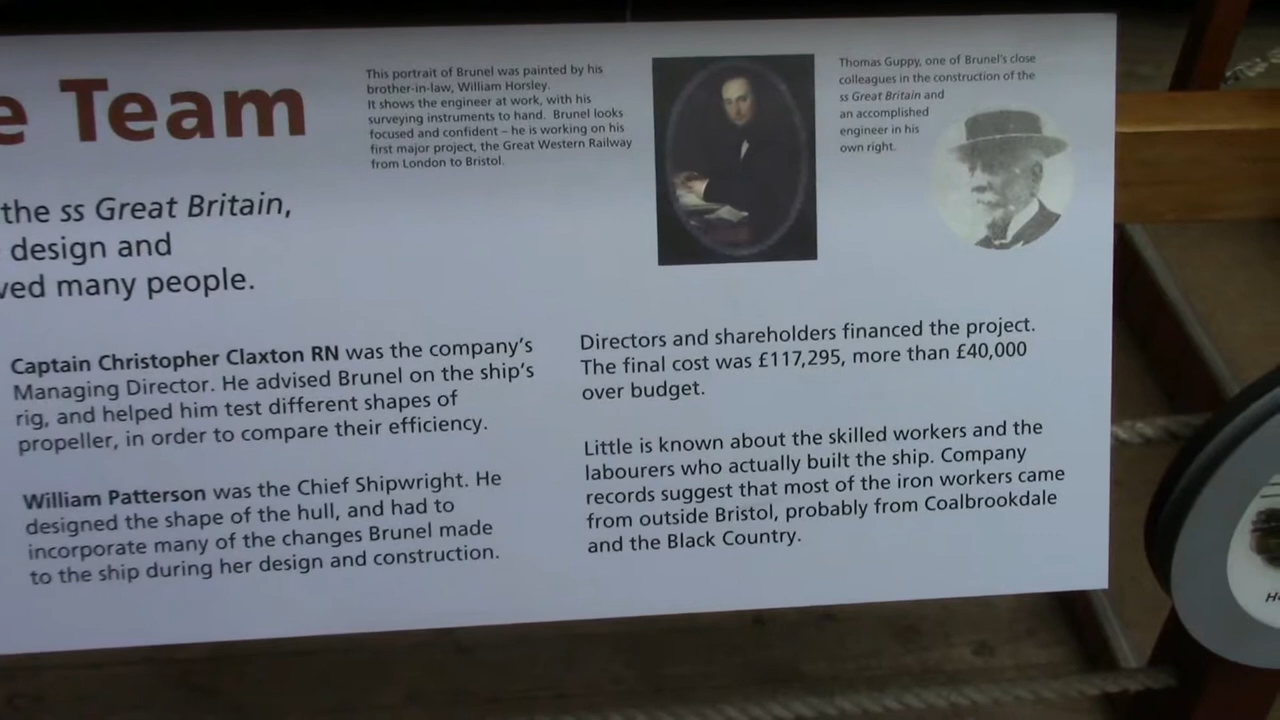 e Team
the ss Great Britain,
design and
ved many people.
This portrait of Brunel was painted by his
brother-in-law, William Horsley.
It shows the engineer at work, with his
surveying instruments to hand. Brunel looks
focused and confident – he is working on his
first major project, the Great Western Railway
from London to Bristol.
Thomas Guppy, one of Brunel's close
colleagues in the construction of the
ss Great Britain and
an accomplished
engineer in his
own right.
Captain Christopher Claxton RN was the company's
Managing Director. He advised Brunel on the ship's
rig, and helped him test different shapes of
propeller, in order to compare their efficiency.
William Patterson was the Chief Shipwright. He
designed the shape of the hull, and had to
incorporate many of the changes Brunel made
to the ship during her design and construction.
Directors and shareholders financed the project.
The final cost was £117,295, more than £40,000
over budget.
Little is known about the skilled workers and the
labourers who actually built the ship. Company
records suggest that most of the iron workers came
from outside Bristol, probably from Coalbrookdale
and the Black Country.